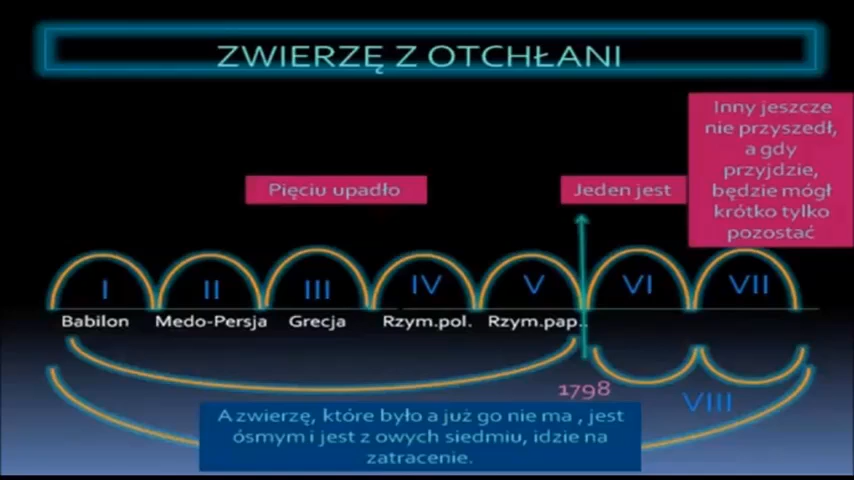 ZWIERZĘ Z OTCHŁANI
Inny jeszcze
nie przyszedł,
a gdy
przyjdzie,
będzie mógł
krótko tylko
pozostać
Pięciu upadło
Jeden jest
I
II
III
IV
V
VI
VII
Babilon
Medo-Persja
Grecja
Rzym.pol.
Rzym.pap..
1798
VIII
A zwierzę, które było a już go nie ma , jest
ósmym i jest z owych siedmiu, idzie na
zatracenie.